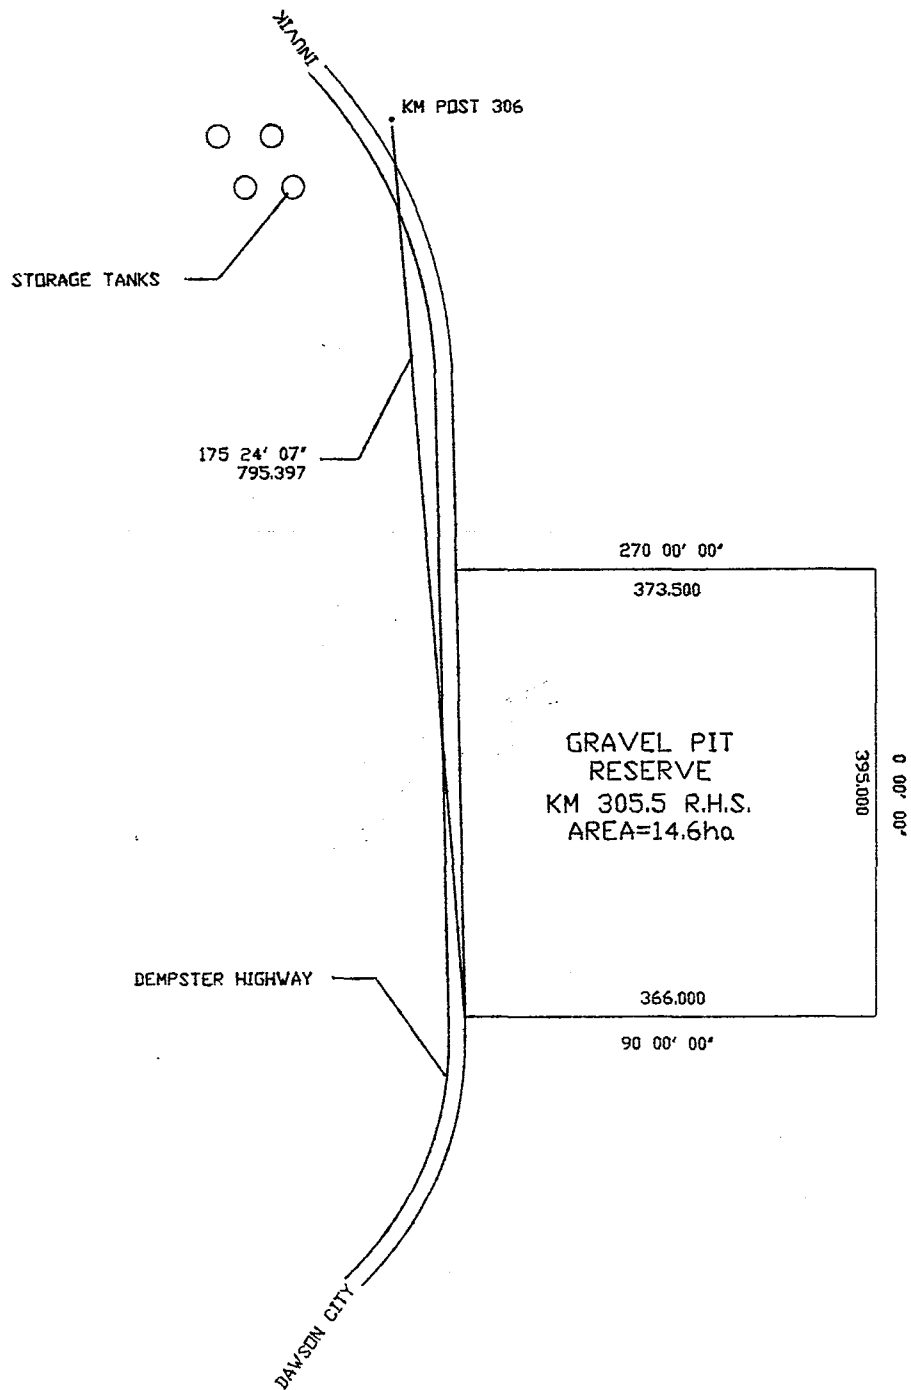 INUVIK
KM POST 306
STORAGE TANKS
175 24' 07"
795.397
270 00' 00"
373.500
GRAVEL PIT
RESERVE
KM 305.5 R.H.S.
AREA=14.6ha
395.000
0 00' 00"
DEMPSTER HIGHWAY
366.000
90 00' 00"
DAWSON CITY